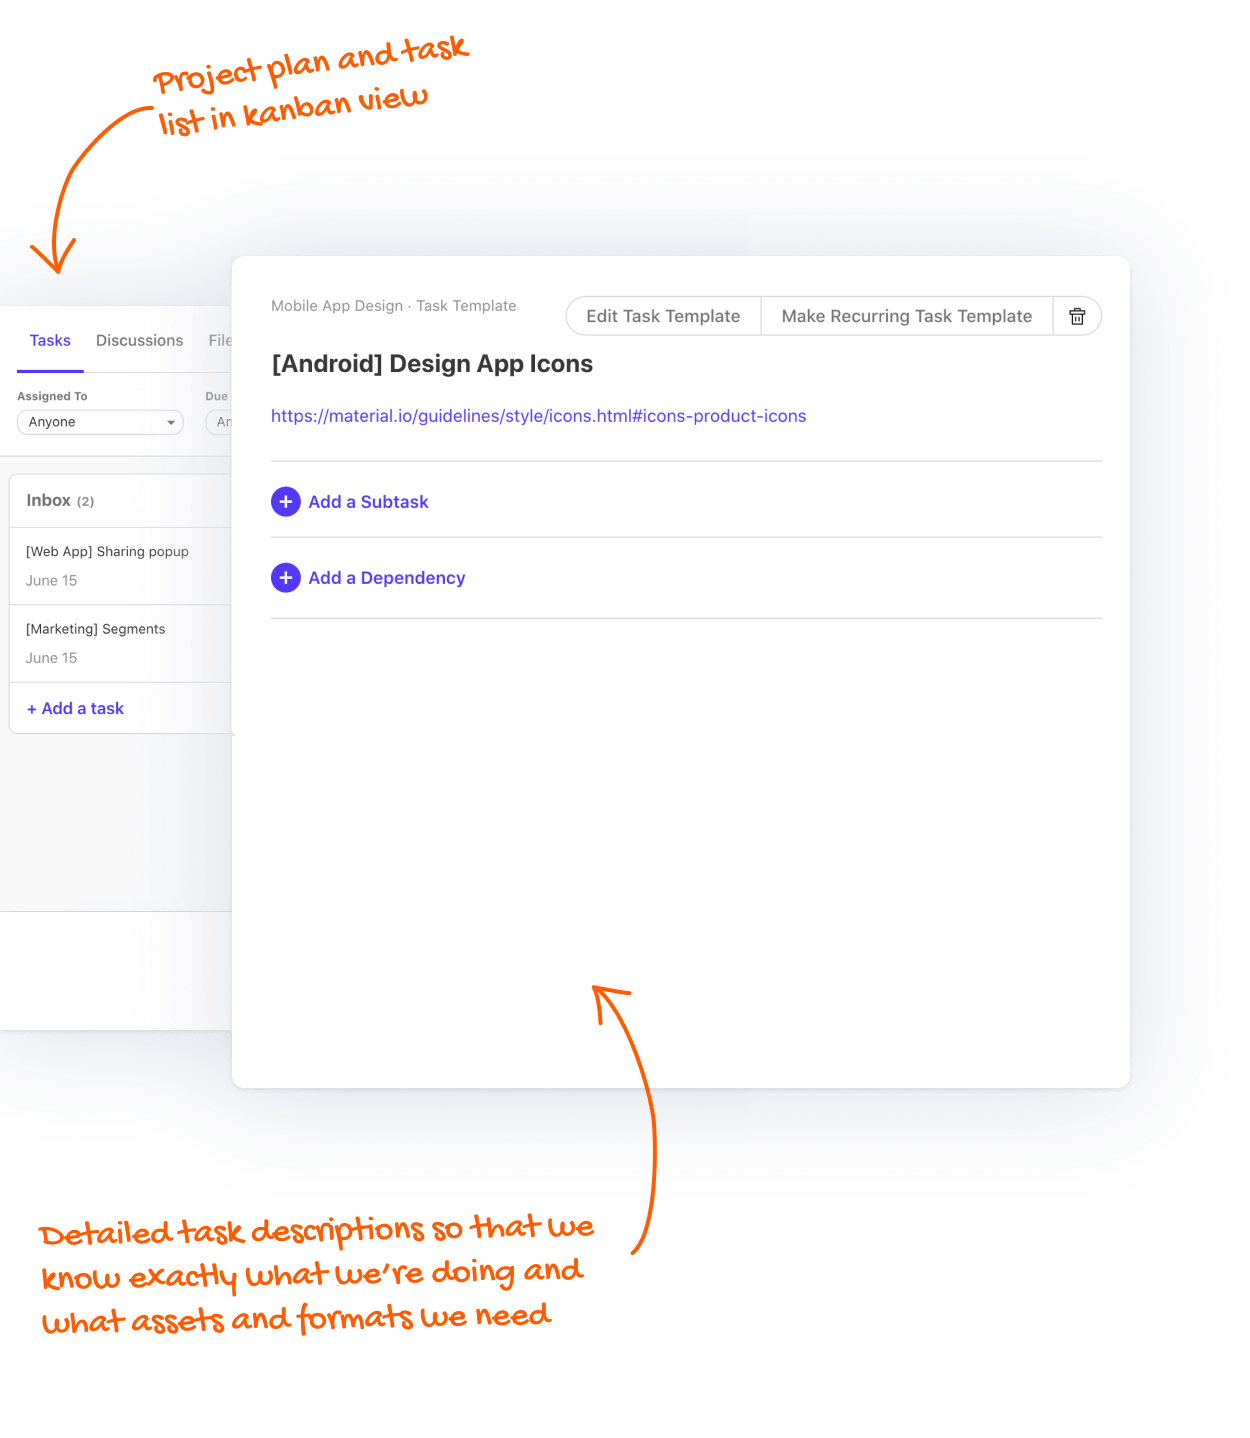 Project plan and task
list in kanban view
Tasks Discussions File
Assigned To Due
Anyone
Inbox (2)
[Web App] Sharing popup
June 15
[Marketing] Segments
June 15
+ Add a task
Mobile App Design · Task Template
Edit Task Template Make Recurring Task Template
[Android] Design App Icons
https://material.io/guidelines/style/icons.html#icons-product-icons
Add a Subtask
Add a Dependency
Detailed task descriptions so that we
know exactly what we're doing and
what assets and formats we need